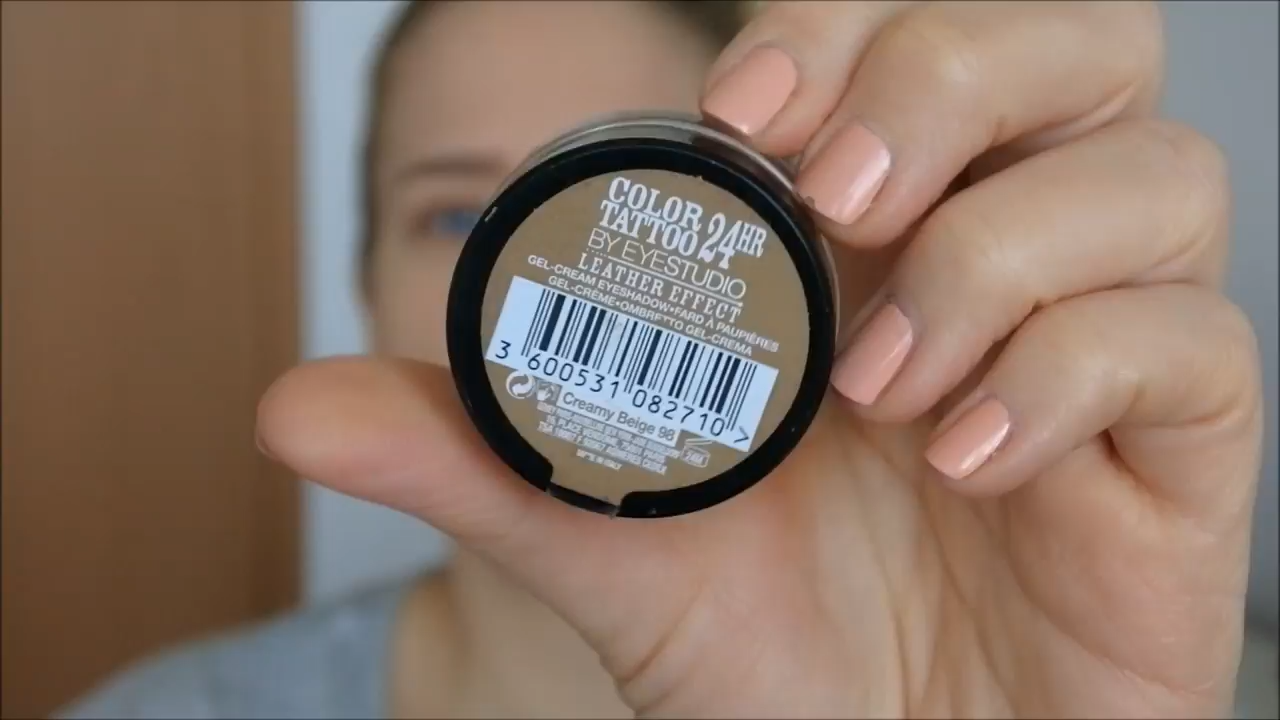 COLOR
TATTOO 24HR
BY EYESTUDIO
LEATHER EFFECT
GEL-CREAM EYESHADOW•FARD À PAUPIÈRES
GEL-CRÈME•OMBRETTO GEL-CREMA
3 600531 082710 >
Creamy Beige 98
24M